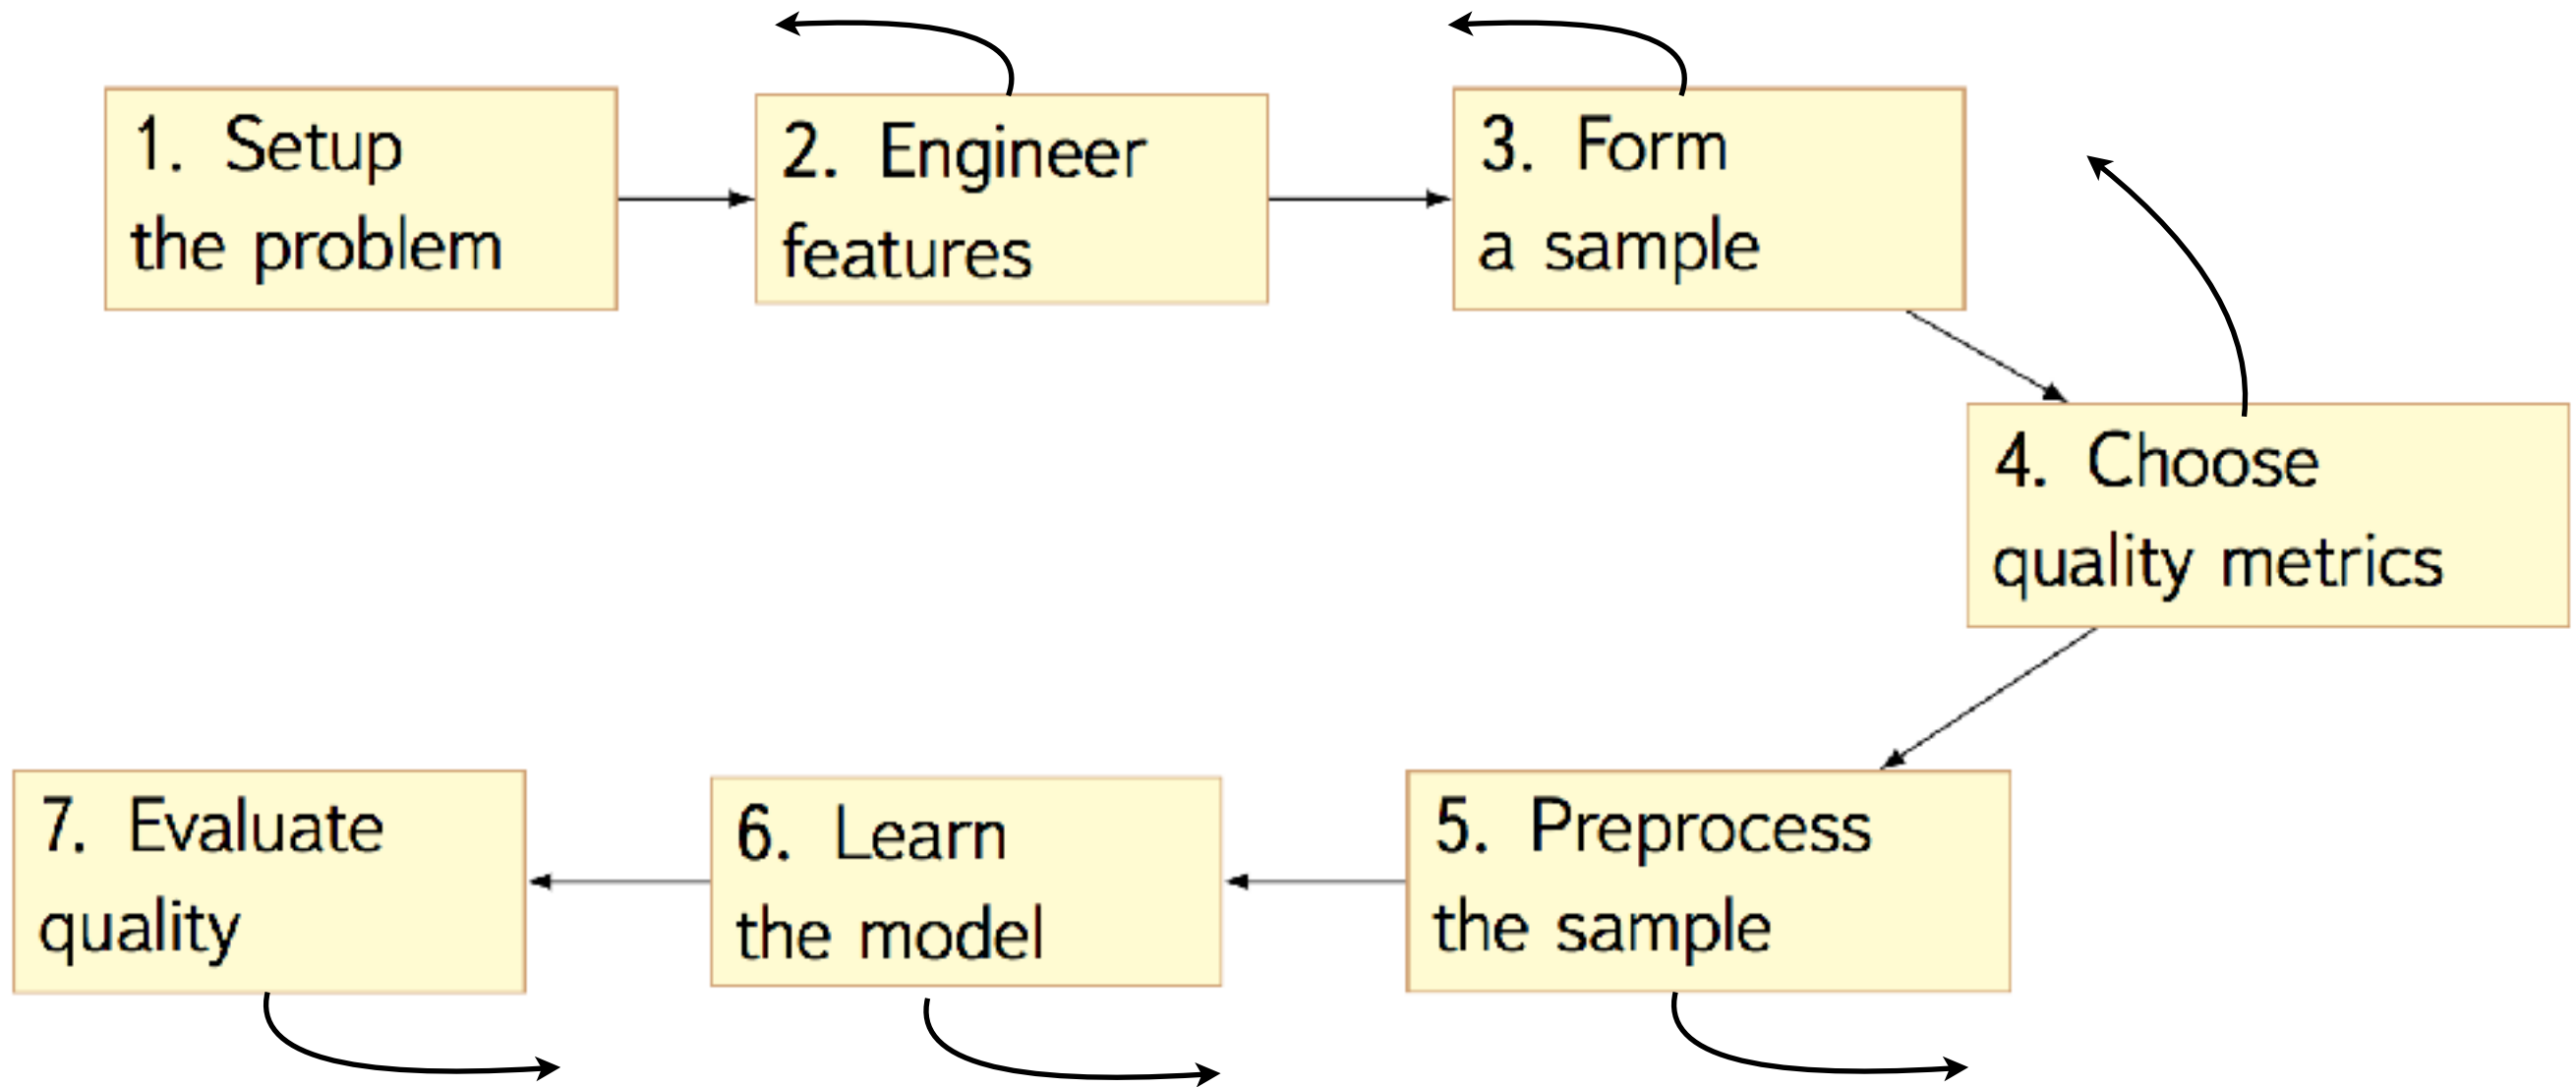 1. Setup
the problem
2. Engineer
features
3. Form
a sample
4. Choose
quality metrics
5. Preprocess
the sample
6. Learn
the model
7. Evaluate
quality